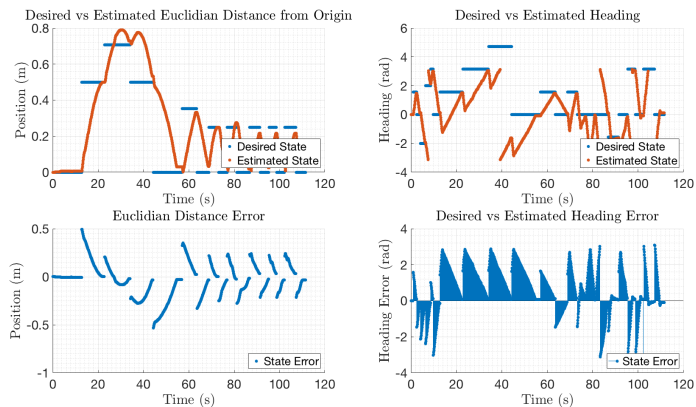 Desired vs Estimated Euclidian Distance from Origin
0.8
0.6
0.4
0.2
0
Position (m)
Desired State
Estimated State
0 20 40 60 80 100 120
Time (s)
Desired vs Estimated Heading
6
4
2
0
-2
-4
Heading (rad)
Desired State
Estimated State
0 20 40 60 80 100 120
Time (s)
Euclidian Distance Error
0.5
0
-0.5
-1
Position (m)
State Error
0 20 40 60 80 100 120
Time (s)
Desired vs Estimated Heading Error
4
2
0
-2
-4
Heading Error (rad)
State Error
0 20 40 60 80 100 120
Time (s)